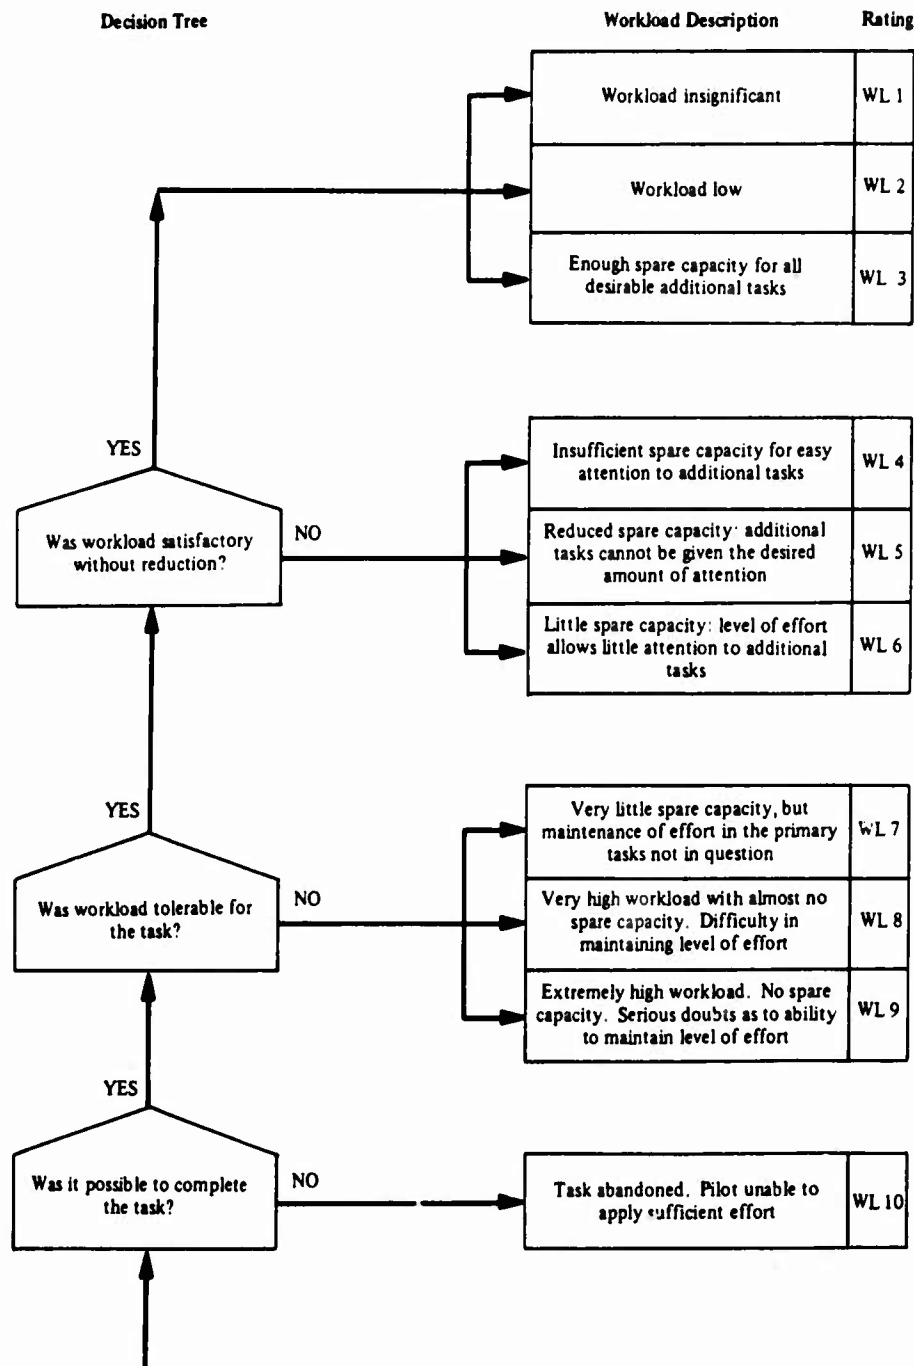 Decision Tree
Workload Description
Rating
Workload insignificant
WL 1
Workload low
WL 2
Enough spare capacity for all
desirable additional tasks
WL 3
YES
Was workload satisfactory
without reduction?
NO
Insufficient spare capacity for easy
attention to additional tasks
WL 4
Reduced spare capacity: additional
tasks cannot be given the desired
amount of attention
WL 5
Little spare capacity: level of effort
allows little attention to additional
tasks
WL 6
YES
Was workload tolerable for
the task?
NO
Very little spare capacity, but
maintenance of effort in the primary
tasks not in question
WL 7
Very high workload with almost no
spare capacity. Difficulty in
maintaining level of effort
WL 8
Extremely high workload. No spare
capacity. Serious doubts as to ability
to maintain level of effort
WL 9
YES
Was it possible to complete
the task?
NO
Task abandoned. Pilot unable to
apply sufficient effort
WL 10